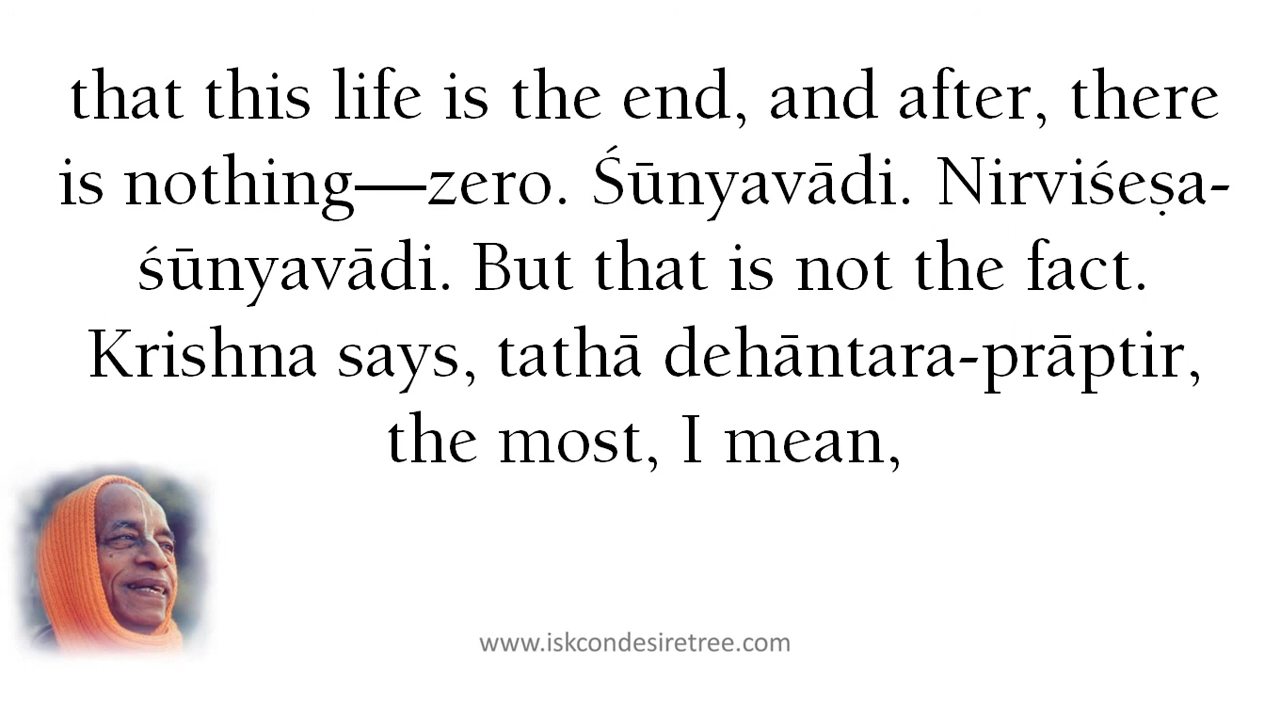 that this life is the end, and after, there
is nothing—zero. Śūnyavādi. Nirviśeṣa-
śūnyavādi. But that is not the fact.
Krishna says, tathā dehāntara-prāptir,
the most, I mean,
www.iskcondesiretree.com